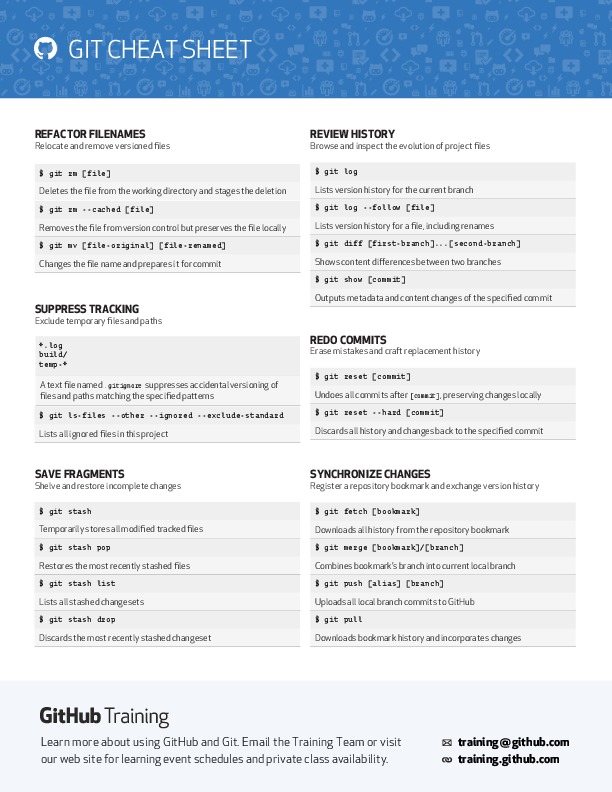 GIT CHEAT SHEET
REFACTOR FILENAMES
Relocate and remove versioned files
$ git rm [file]
Deletes the file from the working directory and stages the deletion
$ git rm --cached [file]
Removes the file from version control but preserves the file locally
$ git mv [file-original] [file-renamed]
Changes the file name and prepares it for commit
SUPPRESS TRACKING
Exclude temporary files and paths
*.log
build/
temp-*
A text file named .gitignore suppresses accidental versioning of
files and paths matching the specified patterns
$ git ls-files --other --ignored --exclude-standard
Lists all ignored files in this project
SAVE FRAGMENTS
Shelve and restore incomplete changes
$ git stash
Temporarily stores all modified tracked files
$ git stash pop
Restores the most recently stashed files
$ git stash list
Lists all stashed changesets
$ git stash drop
Discards the most recently stashed changeset
REVIEW HISTORY
Browse and inspect the evolution of project files
$ git log
Lists version history for the current branch
$ git log --follow [file]
Lists version history for a file, including renames
$ git diff [first-branch]...[second-branch]
Shows content differences between two branches
$ git show [commit]
Outputs metadata and content changes of the specified commit
REDO COMMITS
Erase mistakes and craft replacement history
$ git reset [commit]
Undoes all commits after [commit], preserving changes locally
$ git reset --hard [commit]
Discards all history and changes back to the specified commit
SYNCHRONIZE CHANGES
Register a repository bookmark and exchange version history
$ git fetch [bookmark]
Downloads all history from the repository bookmark
$ git merge [bookmark]/[branch]
Combines bookmark's branch into current local branch
$ git push [alias] [branch]
Uploads all local branch commits to GitHub
$ git pull
Downloads bookmark history and incorporates changes
GitHub Training
Learn more about using GitHub and Git. Email the Training Team or visit
our web site for learning event schedules and private class availability.
training@github.com
training.github.com